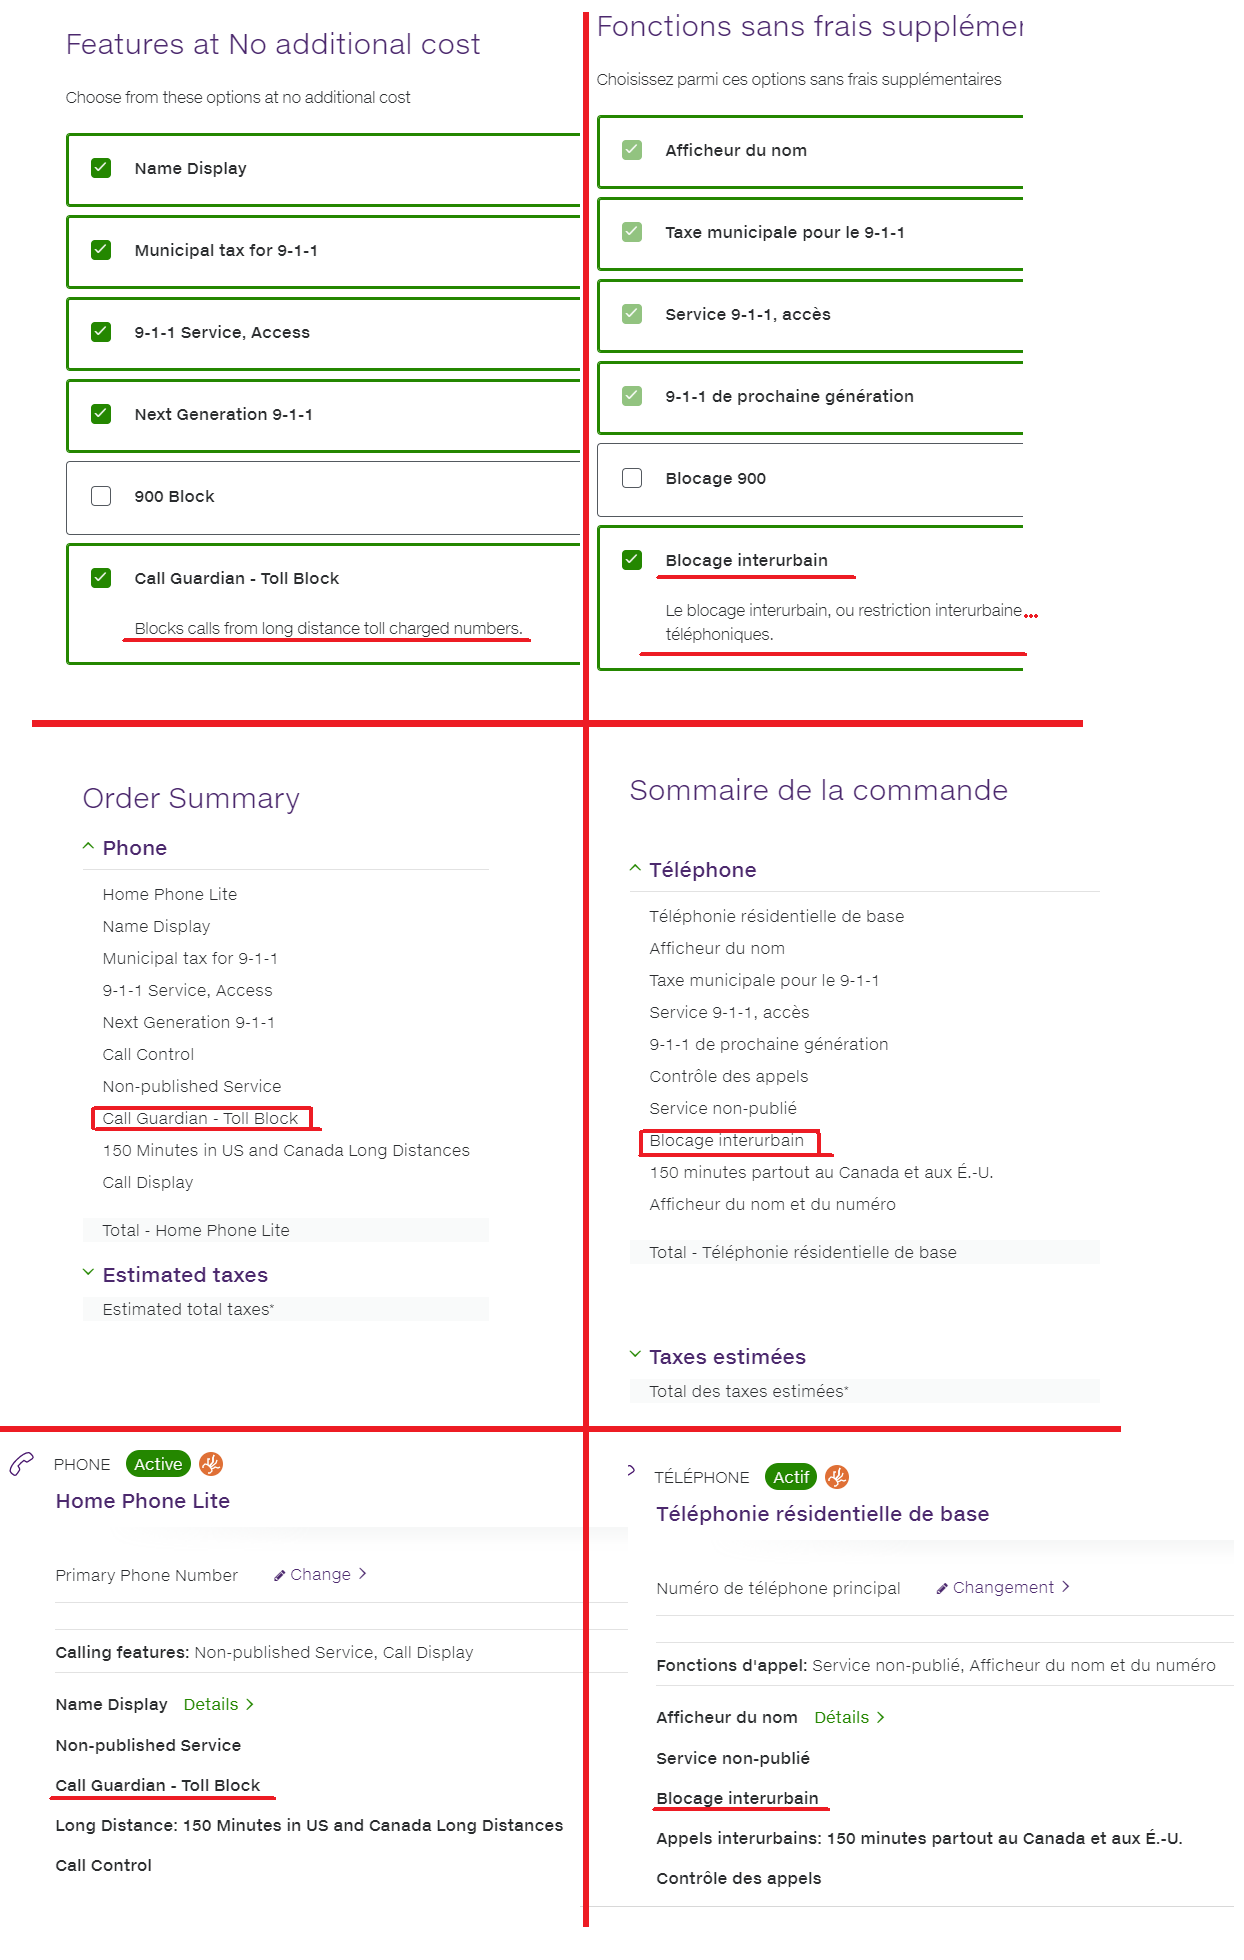 Features at No additional cost
Choose from these options at no additional cost
Name Display
Municipal tax for 9-1-1
9-1-1 Service, Access
Next Generation 9-1-1
900 Block
Call Guardian - Toll Block
Blocks calls from long distance toll charged numbers.
Fonctions sans frais supplémer
Choisissez parmi ces options sans frais supplémentaires
Afficheur du nom
Taxe municipale pour le 9-1-1
Service 9-1-1, accès
9-1-1 de prochaine génération
Blocage 900
Blocage interurbain
Le blocage interurbain, ou restriction interurbaine...
téléphoniques.
Order Summary
Phone
Home Phone Lite
Name Display
Municipal tax for 9-1-1
9-1-1 Service, Access
Next Generation 9-1-1
Call Control
Non-published Service
Call Guardian - Toll Block
150 Minutes in US and Canada Long Distances
Call Display
Total - Home Phone Lite
Estimated taxes
Estimated total taxes*
Sommaire de la commande
Téléphone
Téléphonie résidentielle de base
Afficheur du nom
Taxe municipale pour le 9-1-1
Service 9-1-1, accès
9-1-1 de prochaine génération
Contrôle des appels
Service non-publié
Blocage interurbain
150 minutes partout au Canada et aux É.-U.
Afficheur du nom et du numéro
Total - Téléphonie résidentielle de base
Taxes estimées
Total des taxes estimées*
PHONE Active
Home Phone Lite
Primary Phone Number Change >
Calling features: Non-published Service, Call Display
Name Display Details >
Non-published Service
Call Guardian - Toll Block
Long Distance: 150 Minutes in US and Canada Long Distances
Call Control
TÉLÉPHONE Actif
Téléphonie résidentielle de base
Numéro de téléphone principal Changement >
Fonctions d'appel: Service non-publié, Afficheur du nom et du numéro
Afficheur du nom Détails >
Service non-publié
Blocage interurbain
Appels interurbains: 150 minutes partout au Canada et aux É.-U.
Contrôle des appels